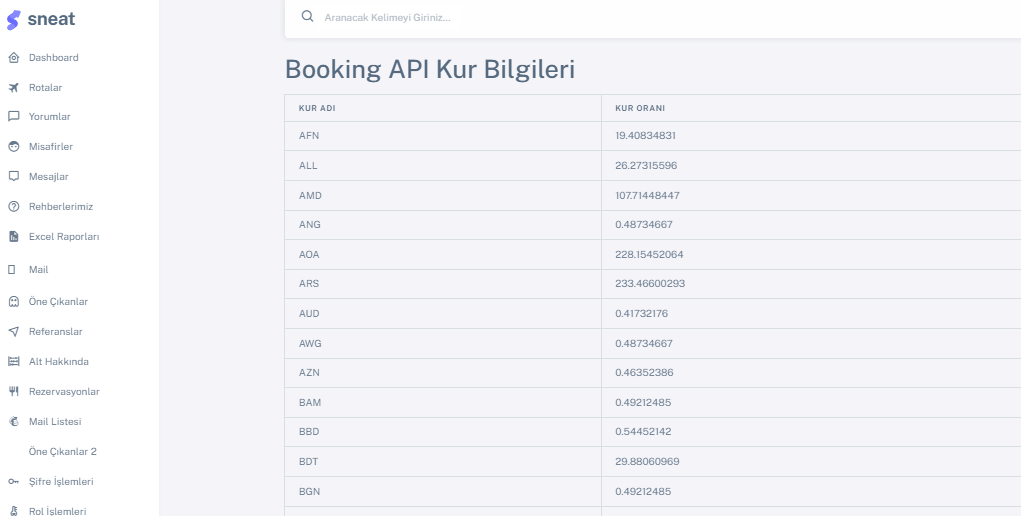 sneat
Dashboard
Rotalar
Yorumlar
Misafirler
Mesajlar
Rehberlerimiz
Excel Raporları
Mail
Öne Çıkanlar
Referanslar
Alt Hakkında
Rezervasyonlar
Mail Listesi
Öne Çıkanlar 2
Şifre İşlemleri
Rol İşlemleri
Aranacak Kelimeyi Giriniz...
Booking API Kur Bilgileri
KUR ADI KUR ORANI
AFN 19.40834831
ALL 26.27315596
AMD 107.71448447
ANG 0.48734667
AOA 228.15452064
ARS 233.46600293
AUD 0.41732176
AWG 0.48734667
AZN 0.46352386
BAM 0.49212485
BBD 0.54452142
BDT 29.88060969
BGN 0.49212485